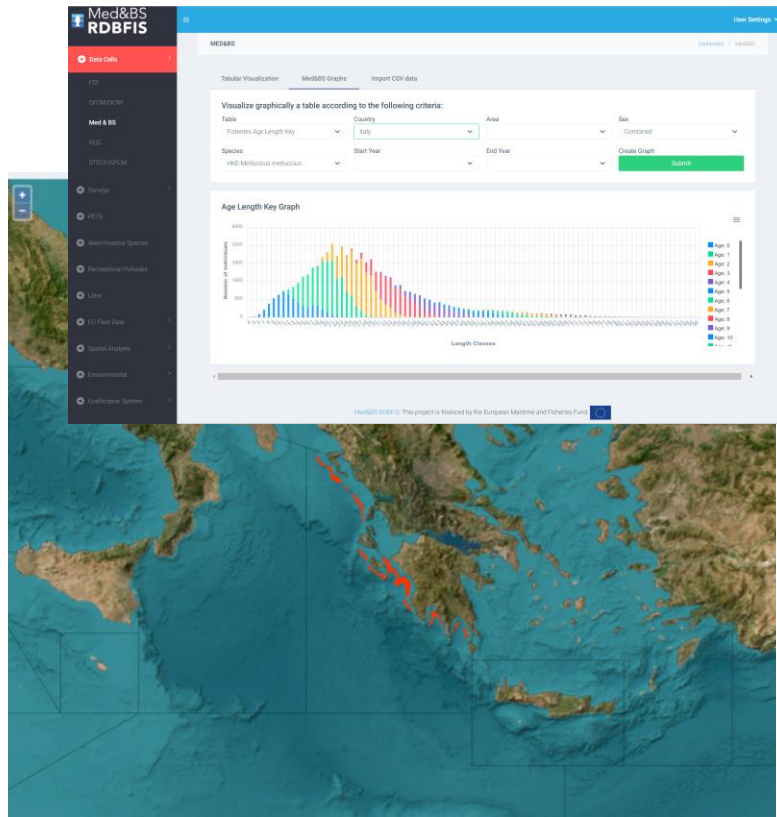 Med&BS
RDBFIS
User Settings
Data Calls
FDI
GFCM/DCRF
Med & BS
RCG
STECF/GFCM
Surveys
PETS
Alien/Invasive Species
Recreational Fisheries
Litter
EU Fleet Data
Spatial Analysis
Environmental
Codification System
MED&BS
Dashboard / Med&BS
Tabular Visualization Med&BS Graphs Import CSV data
Visualize graphically a table according to the following criteria:
Table Country Area Sex
Fisheries Age Length Key Italy Combined
Species Start Year End Year Create Graph
HKE-Merluccius merluccius Submit
Age Length Key Graph
Number of individuals
Length Classes
Age: 0
Age: 1
Age: 2
Age: 3
Age: 4
Age: 5
Age: 6
Age: 7
Age: 8
Age: 9
Age: 10
Med&BS RDBFIS: This project is financed by the European Maritime and Fisheries Fund.
+
-